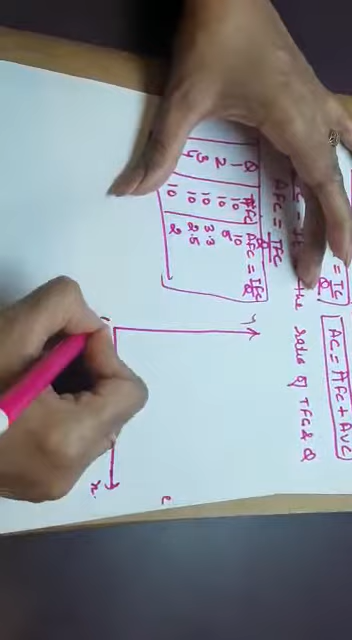 = TC
Q
AC = AFC + AVC
the ratio of TFC & Q
AFC = TFC
Q
Q TFC AFC = TFC
Q
1 10 10
2 10 5
3 10 3.3
4 10 2.5
10 2
y
x